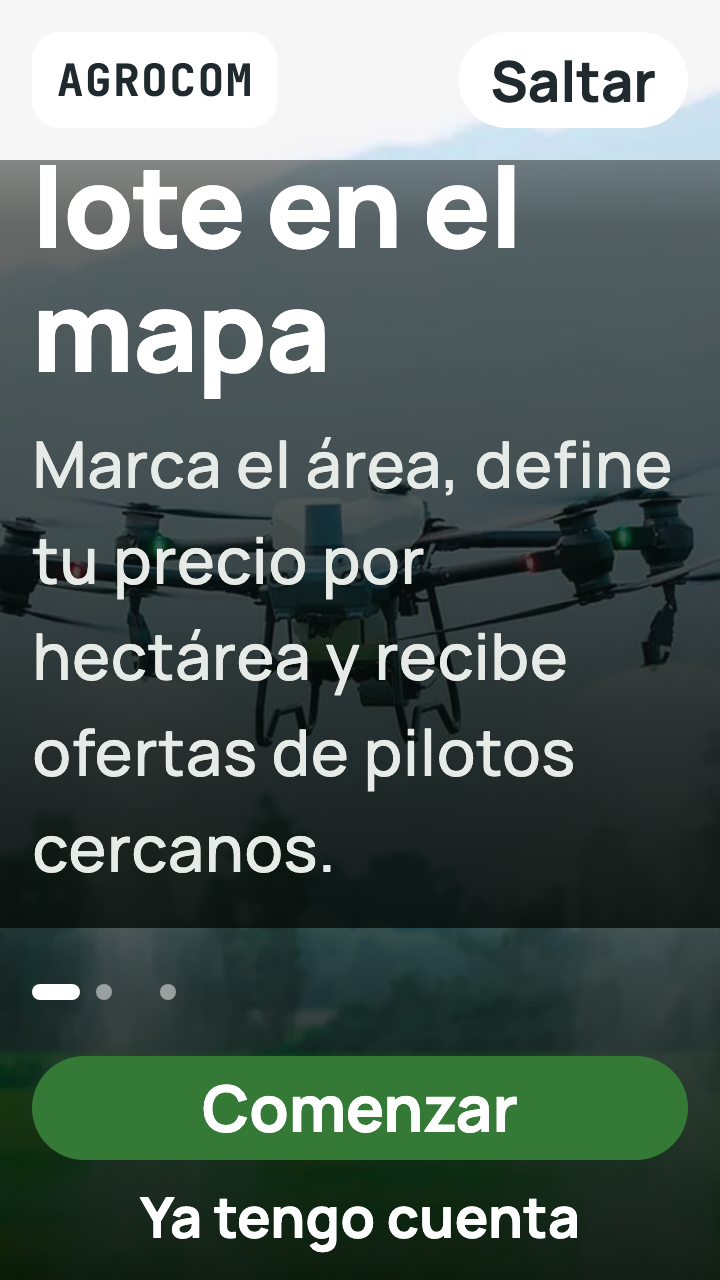 AGROCOM
Saltar
lote en el
mapa
Marca el área, define
tu precio por
hectárea y recibe
ofertas de pilotos
cercanos.
Comenzar
Ya tengo cuenta